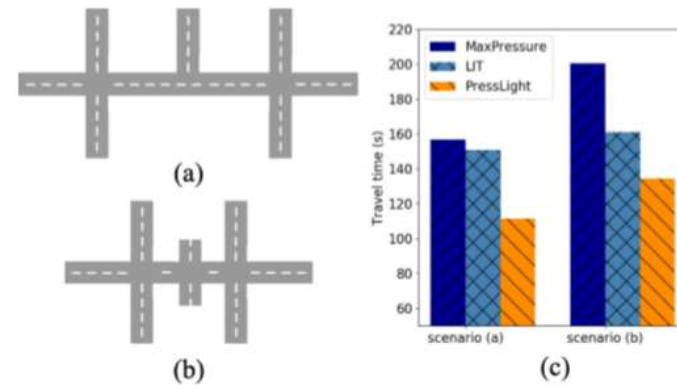 (a)
(b)
220
200
180
160
140
120
100
80
60
Travel time (s)
MaxPressure
LIT
PressLight
scenario (a)
scenario (b)
(c)